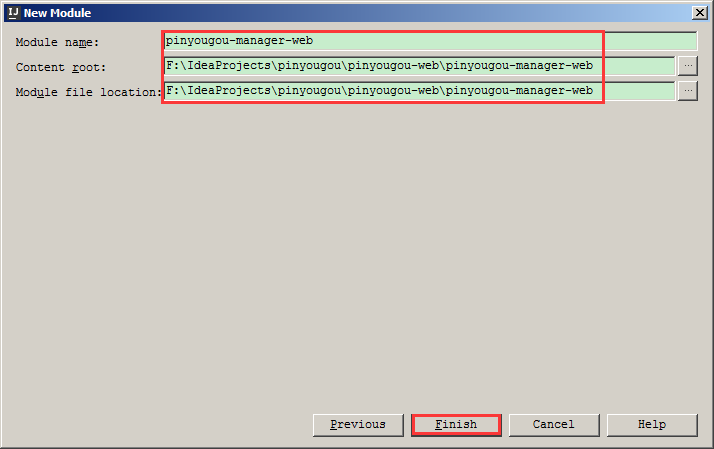 IJ New Module
Module name: pinyougou-manager-web
Content root: F:\IdeaProjects\pinyougou\pinyougou-web\pinyougou-manager-web ...
Module file location: F:\IdeaProjects\pinyougou\pinyougou-web\pinyougou-manager-web ...
Previous Finish Cancel Help